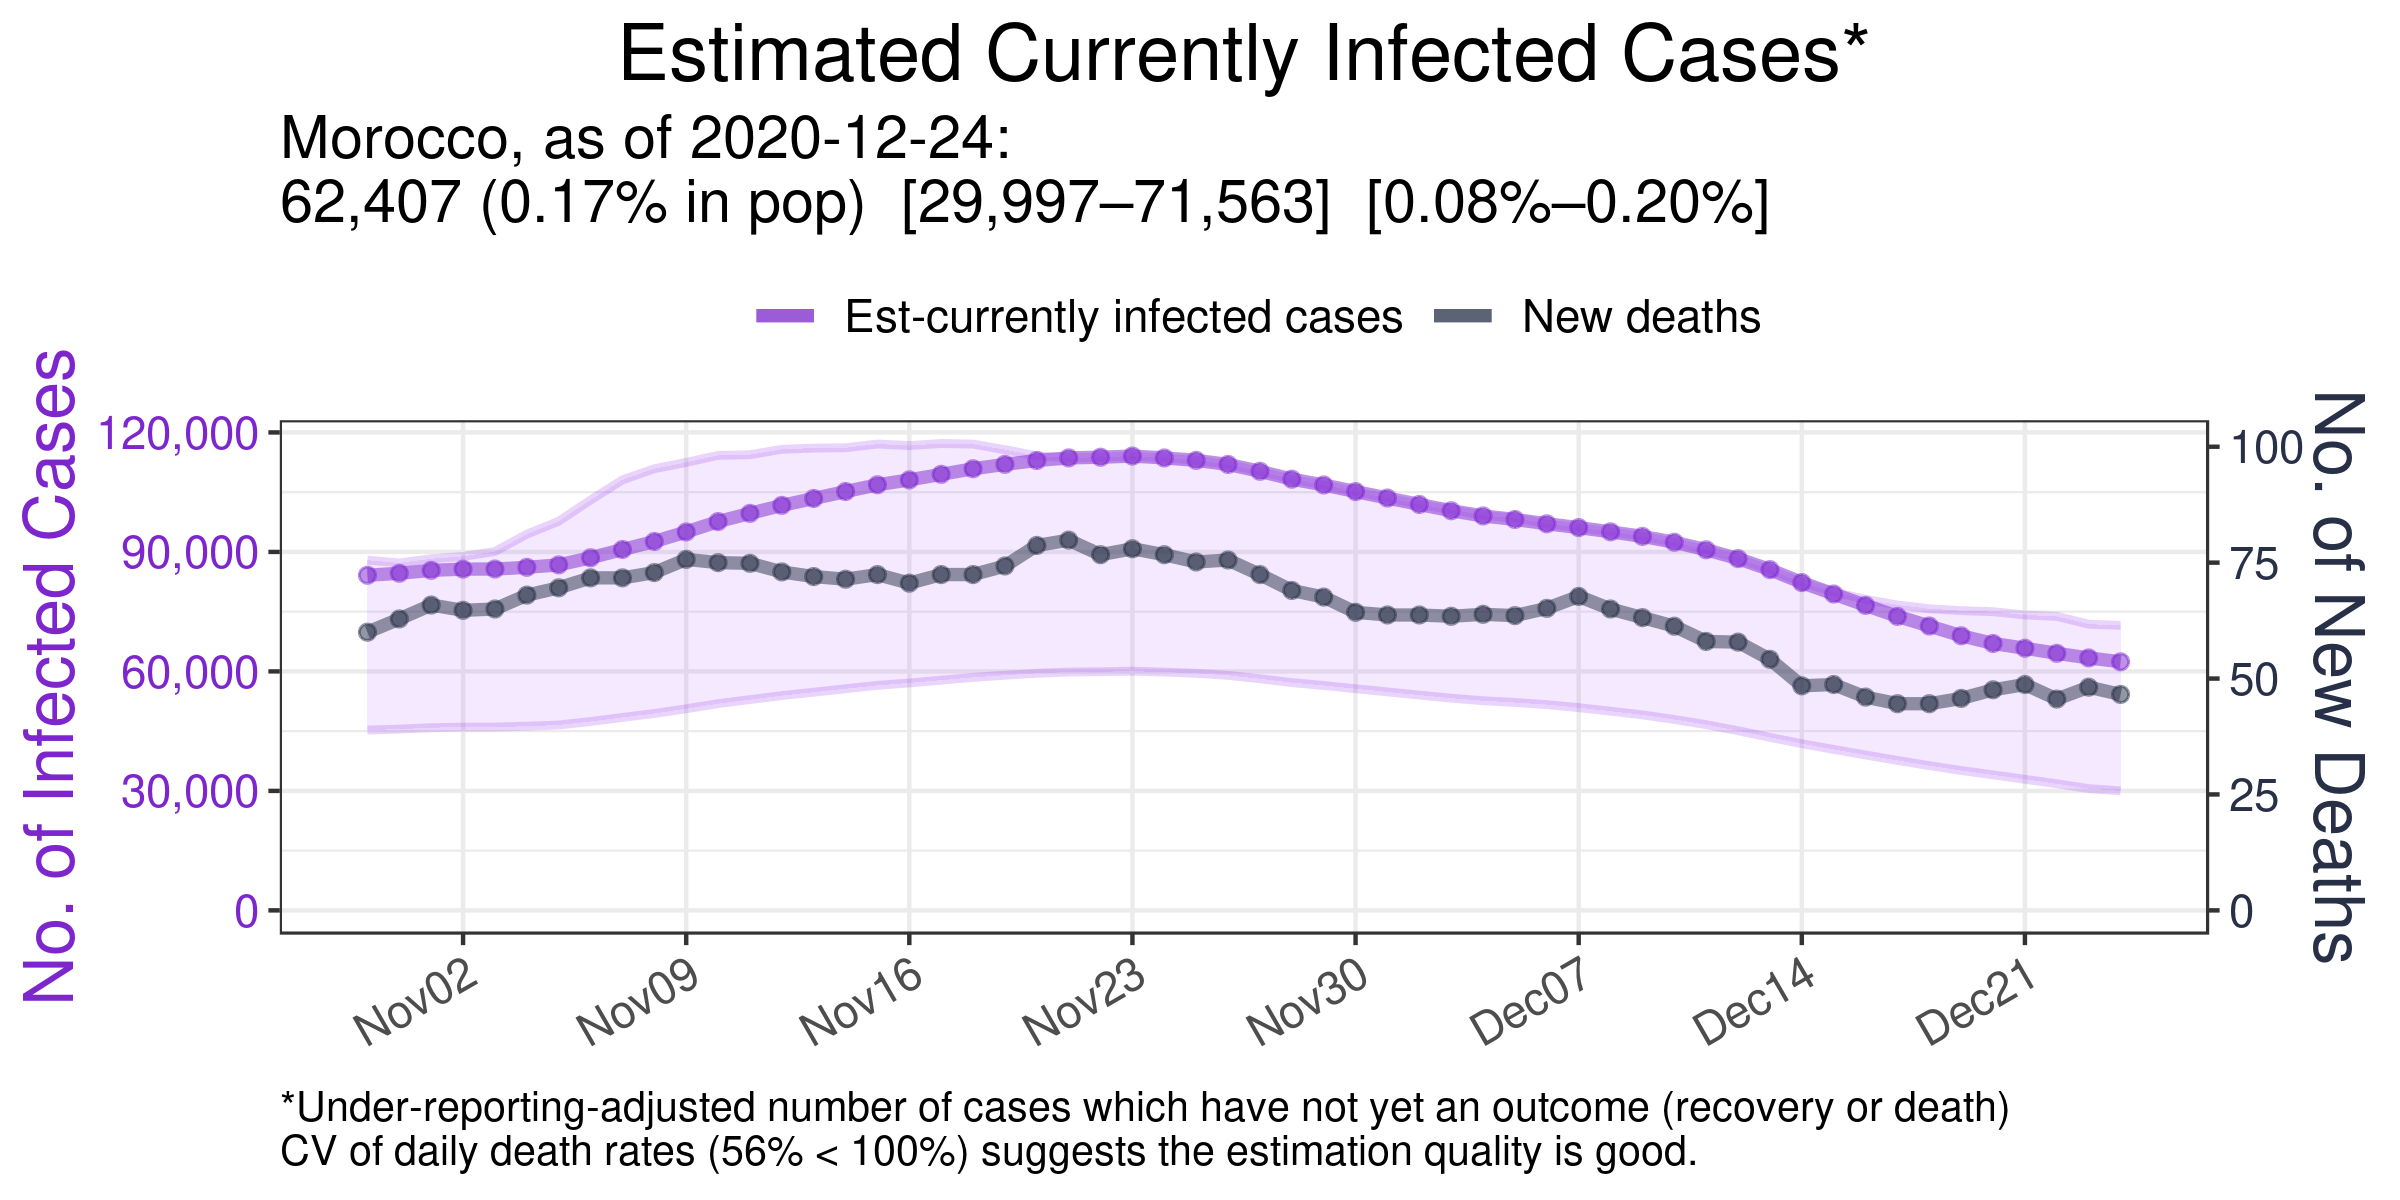 Estimated Currently Infected Cases*
Morocco, as of 2020-12-24:
62,407 (0.17% in pop)  [29,997–71,563]  [0.08%–0.20%]
Est-currently infected cases
New deaths
No. of Infected Cases
120,000
90,000
60,000
30,000
0
100
75
50
25
0
No. of New Deaths
Nov02
Nov09
Nov16
Nov23
Nov30
Dec07
Dec14
Dec21
*Under-reporting-adjusted number of cases which have not yet an outcome (recovery or death)
CV of daily death rates (56% < 100%) suggests the estimation quality is good.